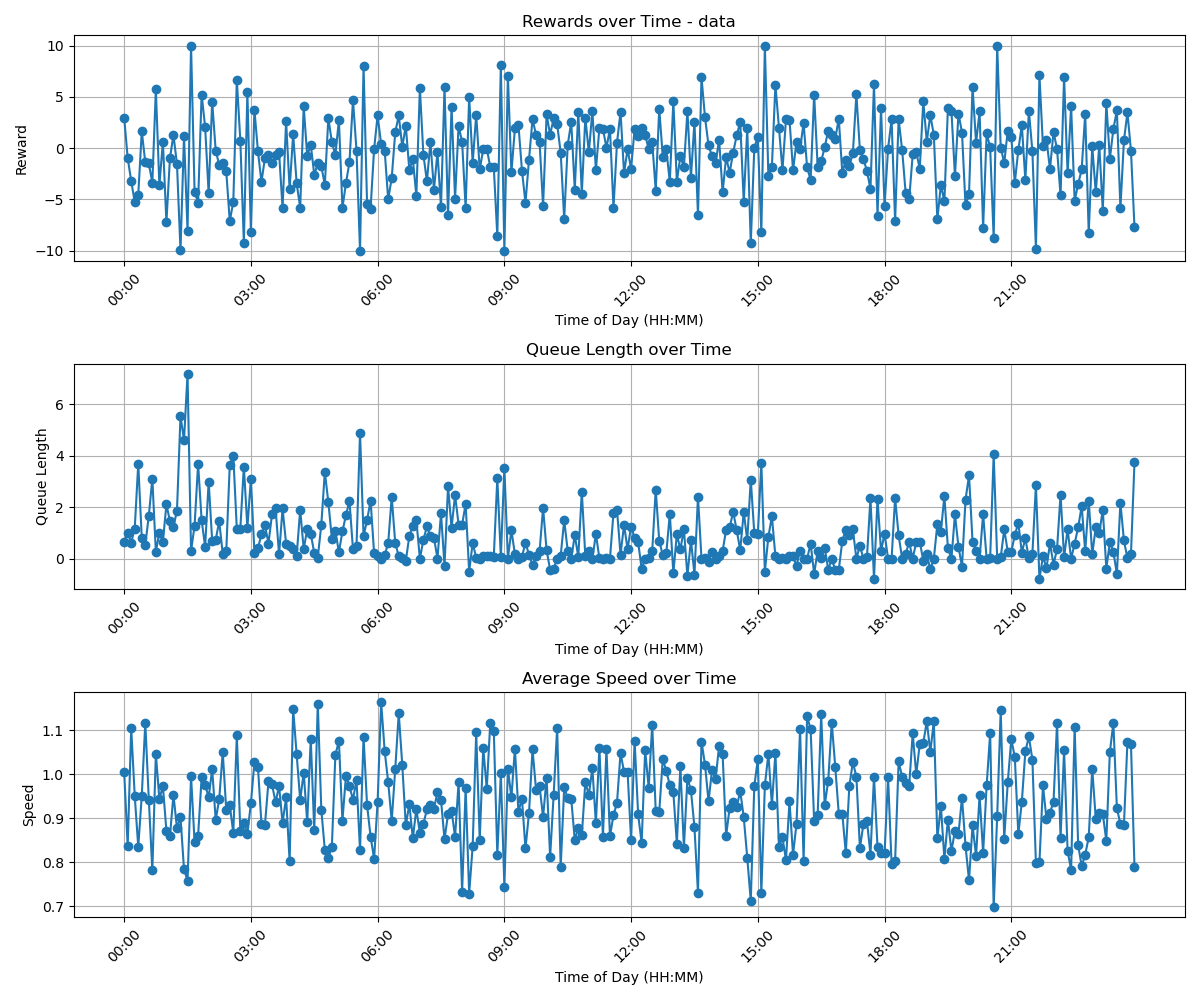 Rewards over Time - data
10
5
0
−5
−10
Reward
00:00 03:00 06:00 09:00 12:00 15:00 18:00 21:00
Time of Day (HH:MM)
Queue Length over Time
6
4
2
0
Queue Length
00:00 03:00 06:00 09:00 12:00 15:00 18:00 21:00
Time of Day (HH:MM)
Average Speed over Time
1.1
1.0
0.9
0.8
0.7
Speed
00:00 03:00 06:00 09:00 12:00 15:00 18:00 21:00
Time of Day (HH:MM)